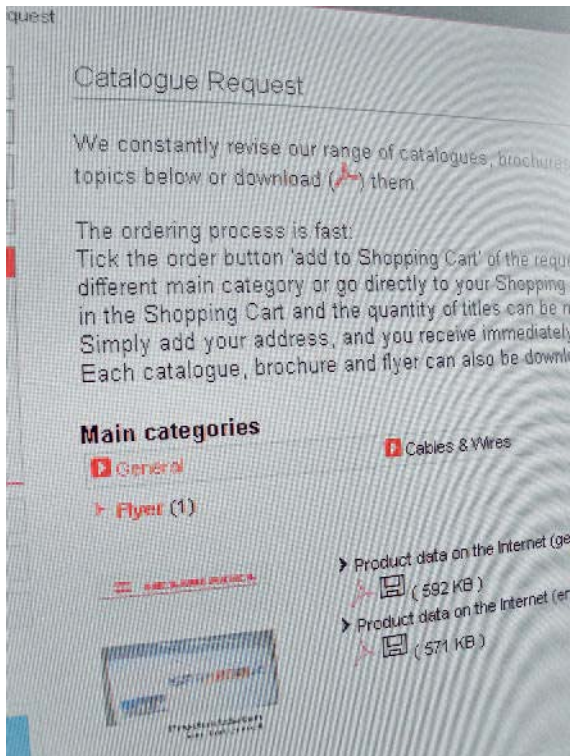 quest
Catalogue Request
We constantly revise our range of catalogues, brochures
topics below or download ( ) them
The ordering process is fast:
Tick the order button 'add to Shopping Cart' of the requ
different main category or go directly to your Shopping
in the Shopping Cart and the quantity of titles can be
Simply add your address, and you receive immediately
Each catalogue, brochure and flyer can also be downl
Main categories
General
Cables & Wires
Flyer (1)
Product data on the Internet (ge
( 592 KB )
Product data on the Internet (en
( 571 KB )
Produktdaten